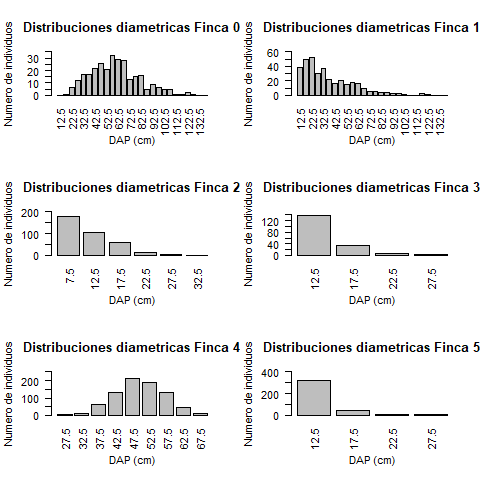 Distribuciones diametricas Finca 0
Numero de individuos
0 10 30
12.5 22.5 32.5 42.5 52.5 62.5 72.5 82.5 92.5 102.5 112.5 122.5 132.5
DAP (cm)
Distribuciones diametricas Finca 1
Numero de individuos
0 20 40 60
12.5 22.5 32.5 42.5 52.5 62.5 72.5 82.5 92.5 102.5 112.5 122.5 132.5
DAP (cm)
Distribuciones diametricas Finca 2
Numero de individuos
0 100 200
7.5 12.5 17.5 22.5 27.5 32.5
DAP (cm)
Distribuciones diametricas Finca 3
Numero de individuos
0 40 80 120
12.5 17.5 22.5 27.5
DAP (cm)
Distribuciones diametricas Finca 4
Numero de individuos
0 100 200
27.5 32.5 37.5 42.5 47.5 52.5 57.5 62.5 67.5
DAP (cm)
Distribuciones diametricas Finca 5
Numero de individuos
0 200 400
12.5 17.5 22.5 27.5
DAP (cm)